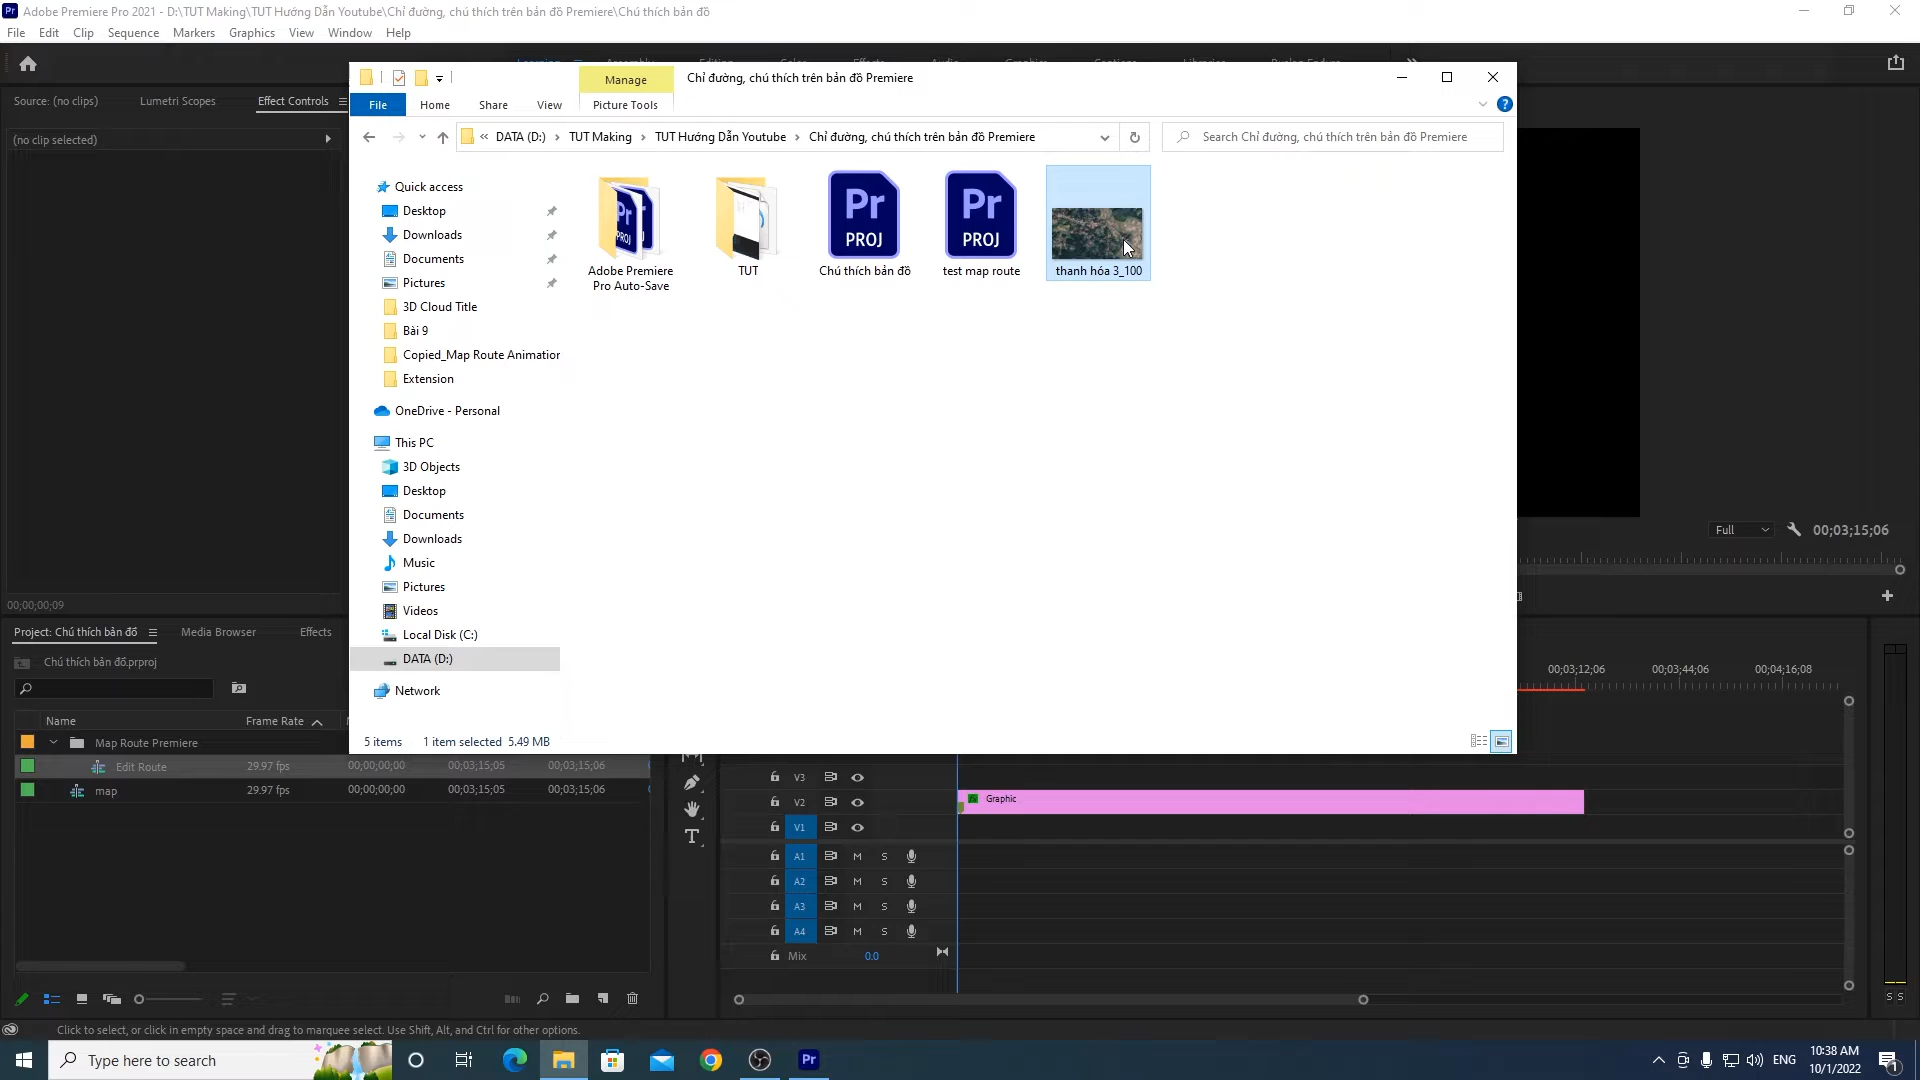 Adobe Premiere Pro 2021 - D:\TUT Making\TUT Hướng Dẫn Youtube\Chỉ đường, chú thích trên bản đồ Premiere\Chú thích bản đồ
File Edit Clip Sequence Markers Graphics View Window Help
Manage
Chỉ đường, chú thích trên bản đồ Premiere
Source: (no clips)
Lumetri Scopes
Effect Controls
File
Home
Share
View
Picture Tools
(no clip selected)
« DATA (D:) › TUT Making › TUT Hướng Dẫn Youtube › Chỉ đường, chú thích trên bản đồ Premiere
Search Chỉ đường, chú thích trên bản đồ Premiere
Quick access
Desktop
Downloads
Documents
Pictures
3D Cloud Title
Bài 9
Copied_Map Route Animation
Extension
OneDrive - Personal
This PC
3D Objects
Desktop
Documents
Downloads
Music
Pictures
Videos
Local Disk (C:)
DATA (D:)
Network
Adobe Premiere
Pro Auto-Save
TUT
Pr
PROJ
Chú thích bản đồ
Pr
PROJ
test map route
thanh hóa 3_100
5 items
1 item selected 5.49 MB
Full
00;03;15;06
00;00;00;09
Project: Chú thích bản đồ
Media Browser
Effects
Chú thích bản đồ.prproj
Name
Frame Rate
Map Route Premiere
Edit Route
29.97 fps
00;00;00;00
00;03;15;05
00;03;15;06
map
29.97 fps
00;00;00;00
00;03;15;05
00;03;15;06
00;03;12;06
00;03;44;06
00;04;16;08
V3
V2
Graphic
V1
A1 M S
A2 M S
A3 M S
A4 M S
Mix
0.0
S S
Click to select, or click in empty space and drag to marquee select. Use Shift, Alt, and Ctrl for other options.
Type here to search
Pr
ENG
10:38 AM
10/1/2022
1